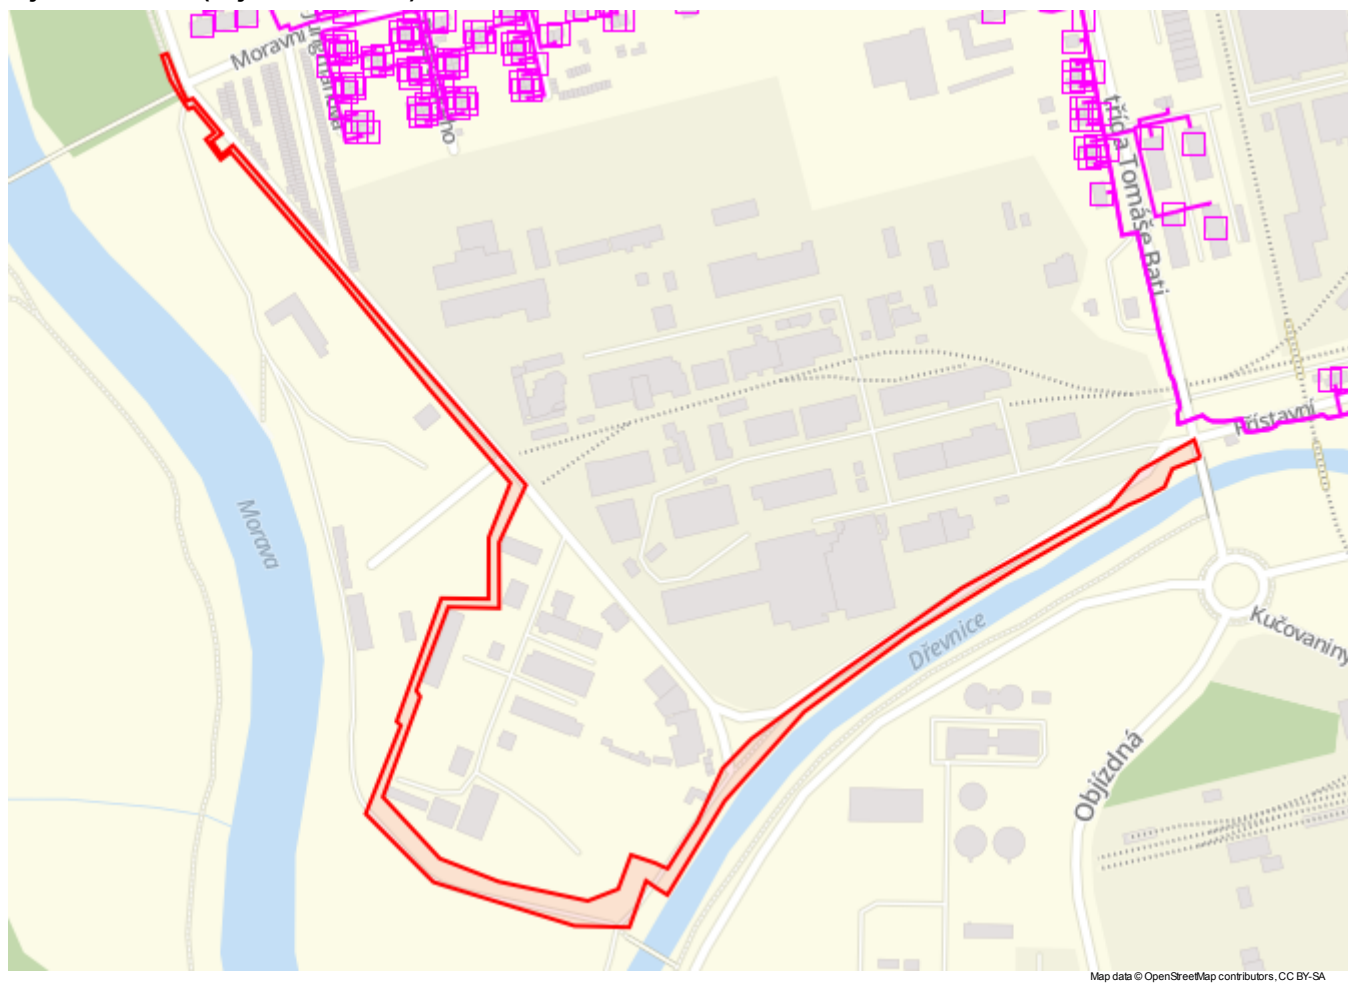 Moravní
třída Tomáše Bati
Přístavní
Morava
Dřevnice
Kučovaniny
Objízdná
Map data © OpenStreetMap contributors, CC BY-SA